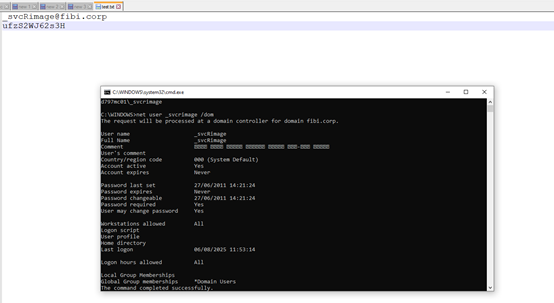 test.txt
_svcRimage@fibi.corp
ufzS2WJ62s3H
C:\WINDOWS\system32\cmd.exe
d797mc01\_svcrimage
C:\WINDOWS>net user _svcrimage /dom
The request will be processed at a domain controller for domain fibi.corp.
User name _svcRimage
Full Name _svcRimage
Comment
User's comment
Country/region code 000 (System Default)
Account active Yes
Account expires Never
Password last set 27/06/2011 14:21:24
Password expires Never
Password changeable 27/06/2011 14:21:24
Password required Yes
User may change password Yes
Workstations allowed All
Logon script
User profile
Home directory
Last logon 06/08/2025 11:53:14
Logon hours allowed All
Local Group Memberships
Global Group memberships *Domain Users
The command completed successfully.